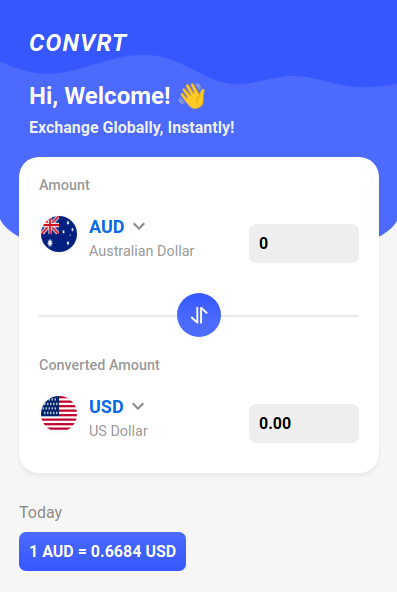 CONVRT
Hi, Welcome! 👋
Exchange Globally, Instantly!
Amount
AUD
Australian Dollar
0
Converted Amount
USD
US Dollar
0.00
Today
1 AUD = 0.6684 USD